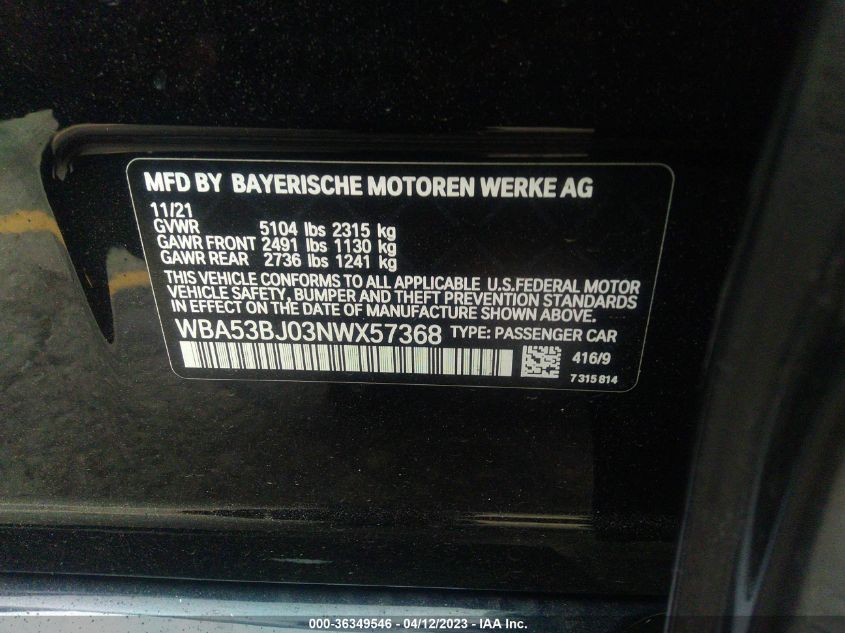 MFD BY BAYERISCHE MOTOREN WERKE AG
11/21
GVWR 5104 lbs 2315 kg
GAWR FRONT 2491 lbs 1130 kg
GAWR REAR 2736 lbs 1241 kg
THIS VEHICLE CONFORMS TO ALL APPLICABLE U.S.FEDERAL MOTOR
VEHICLE SAFETY, BUMPER AND THEFT PREVENTION STANDARDS
IN EFFECT ON THE DATE OF MANUFACTURE SHOWN ABOVE.
WBA53BJ03NWX57368 TYPE: PASSENGER CAR
416/9
7315814
000-36349546 - 04/12/2023 - IAAI Inc.